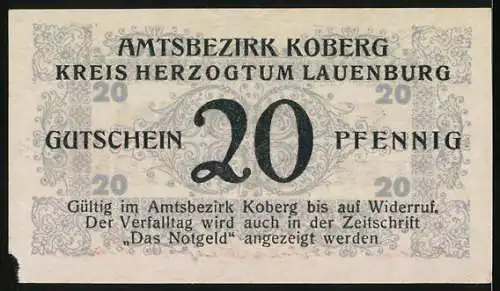 AMTSBEZIRK KOBERG
KREIS HERZOGTUM LAUENBURG
20 20
GUTSCHEIN 20 PFENNIG
20 20
Gültig im Amtsbezirk Koberg bis auf Widerruf.
Der Verfalltag wird auch in der Zeitschrift
„Das Notgeld" angezeigt werden